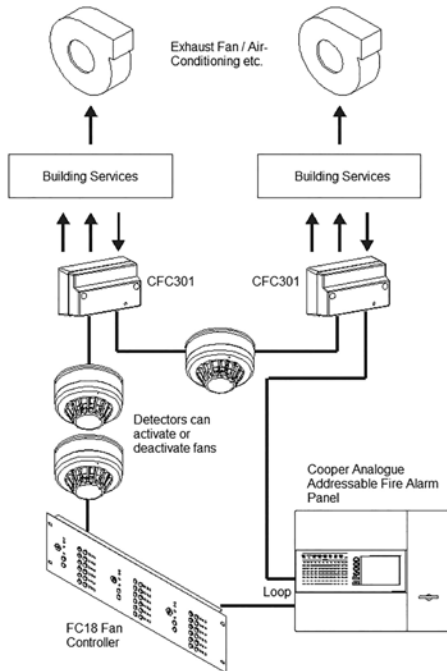 Exhaust Fan / Air-
Conditioning etc.
Building Services
Building Services
CFC301
CFC301
Detectors can
activate or
deactivate fans
Cooper Analogue
Addressable Fire Alarm
Panel
Loop
FC18 Fan
Controller